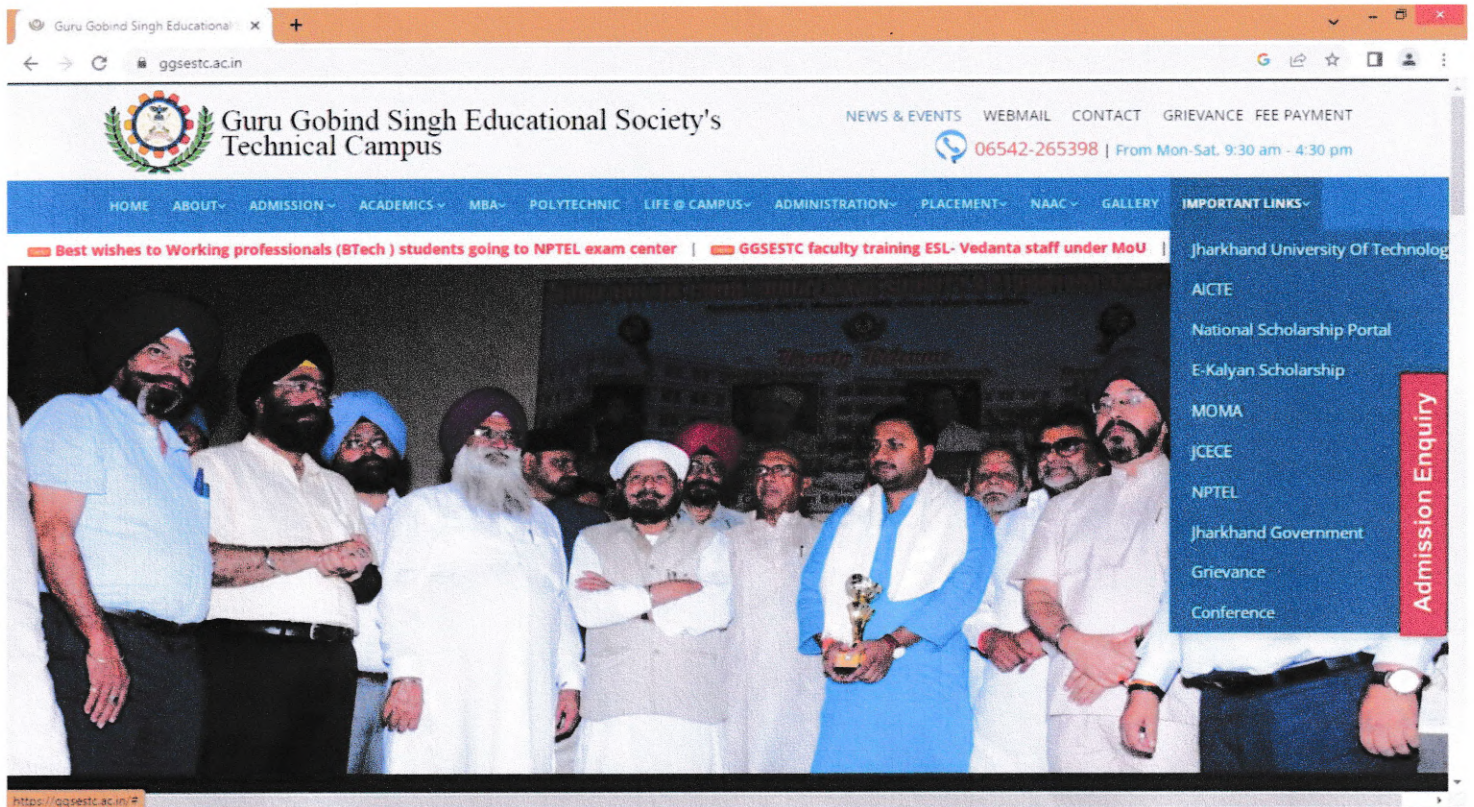 Guru Gobind Singh Educational
ggsestc.ac.in
Guru Gobind Singh Educational Society's
Technical Campus
NEWS & EVENTS WEBMAIL CONTACT GRIEVANCE FEE PAYMENT
06542-265398 | From Mon-Sat. 9:30 am - 4:30 pm
HOME ABOUT ADMISSION ACADEMICS MBA POLYTECHNIC LIFE @ CAMPUS ADMINISTRATION PLACEMENT NAAC GALLERY IMPORTANT LINKS
Best wishes to Working professionals (BTech ) students going to NPTEL exam center | GGSESTC faculty training ESL- Vedanta staff under MoU |
Jharkhand University Of Technolog
AICTE
National Scholarship Portal
E-Kalyan Scholarship
MOMA
JCECE
NPTEL
Jharkhand Government
Grievance
Conference
Admission Enquiry
https://ggsestc.ac.in/#